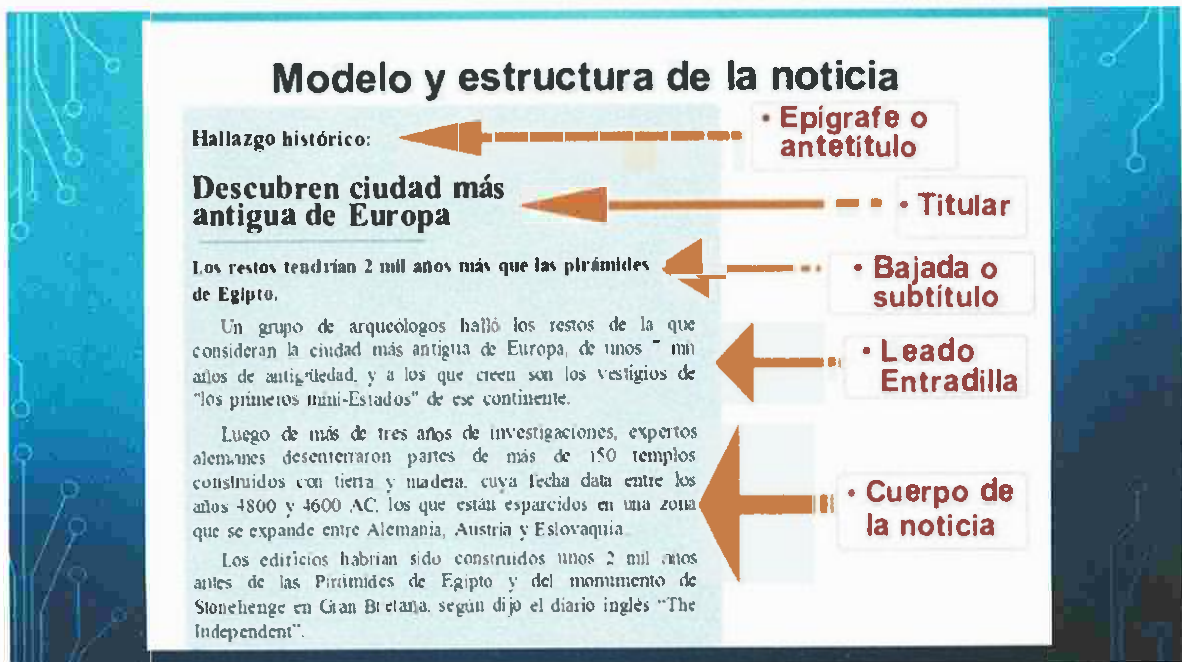 Modelo y estructura de la noticia
Hallazgo histórico:
• Epígrafe o
antetítulo
Descubren ciudad más
antigua de Europa
• Titular
Los restos tendrían 2 mil años más que las pirámides
de Egipto.
• Bajada o
subtítulo
Un grupo de arqueólogos halló los restos de la que
consideran la ciudad más antigua de Europa, de unos mil
años de antigüedad, y a los que creen son los vestigios de
"los primeros mini-Estados" de ese continente.
• Leado
Entradilla
Luego de más de tres años de investigaciones, expertos
alemanes desenterraron partes de más de 150 templos
construidos con tierra y madera, cuya fecha data entre los
años 4800 y 4600 AC, los que están esparcidos en una zona
que se expande entre Alemania, Austria y Eslovaquia.
• Cuerpo de
la noticia
Los edificios habrían sido construidos unos 2 mil años
antes de las Pirámides de Egipto y del monumento de
Stonehenge en Gran Bretaña, según dijo el diario inglés "The
Independent".